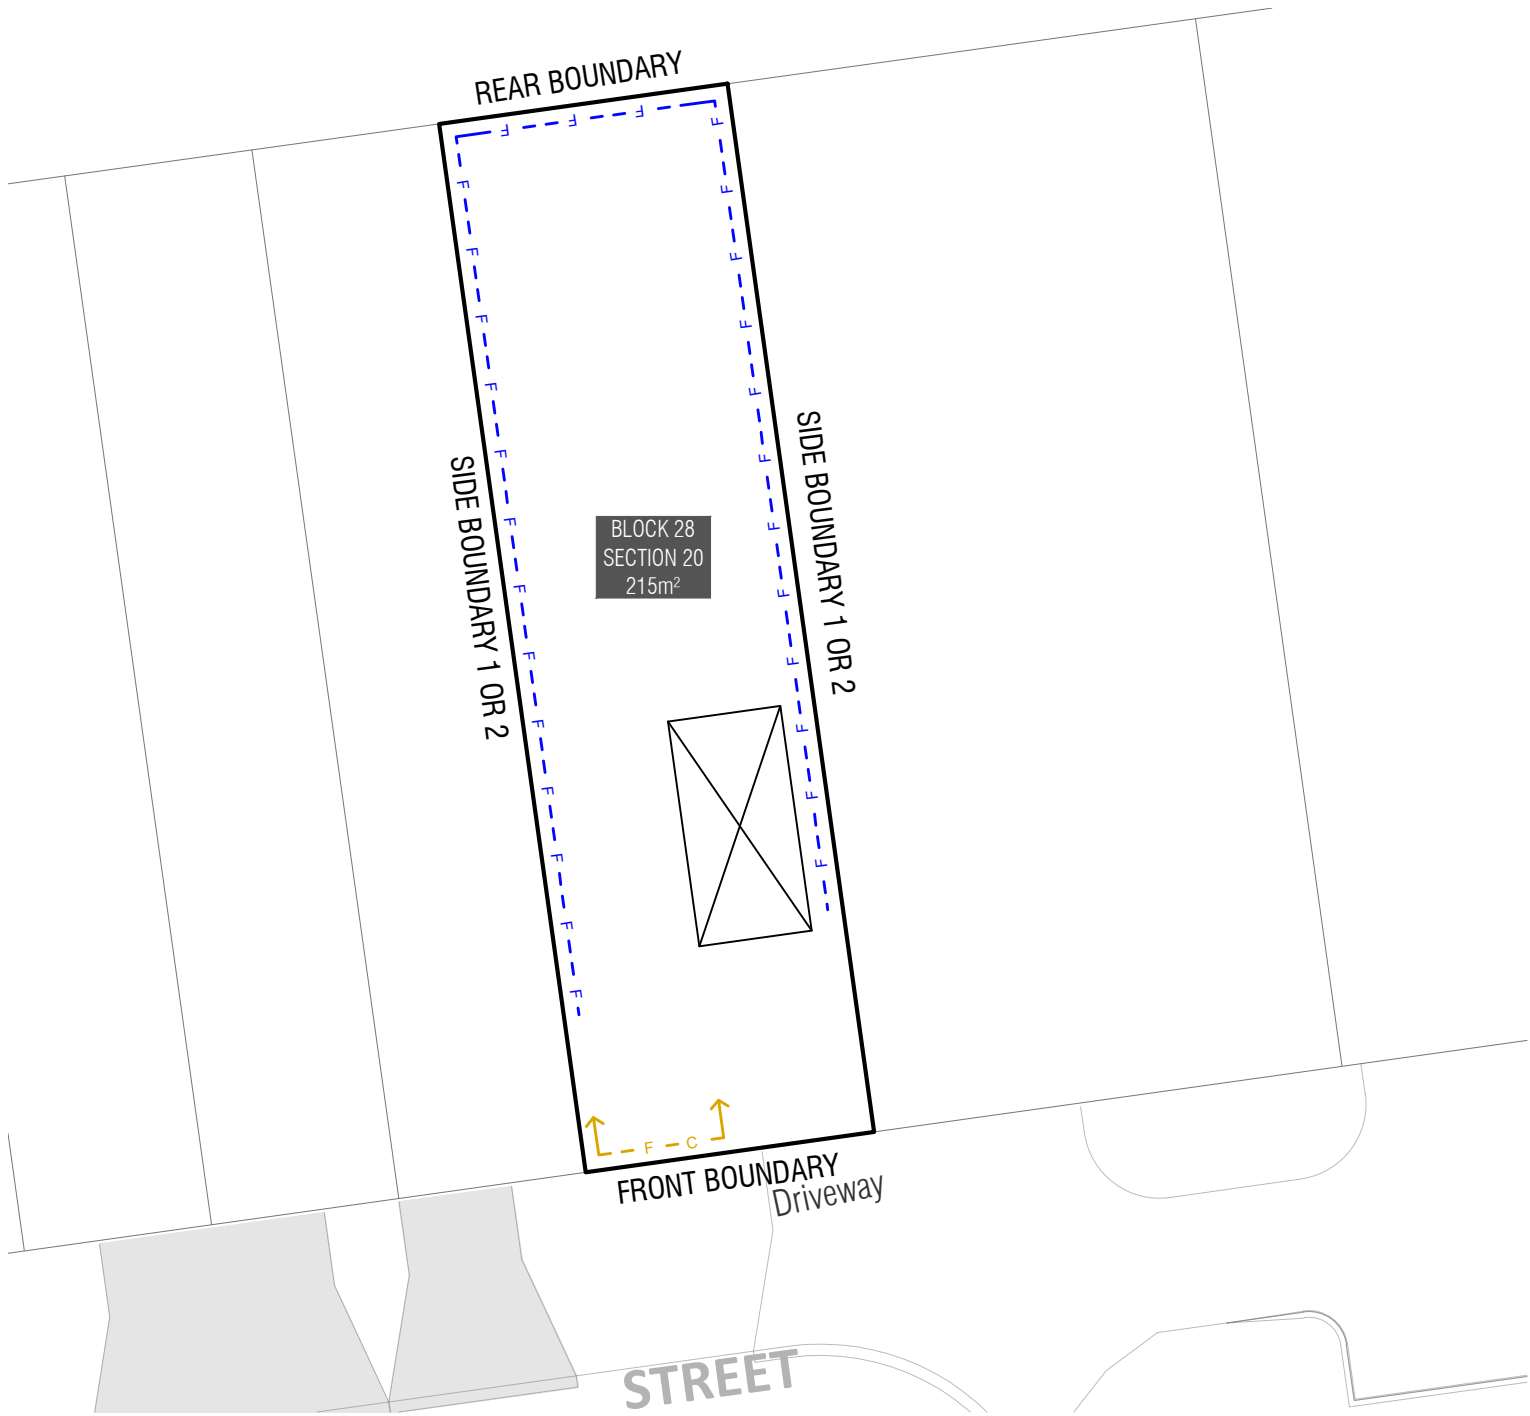 REAR BOUNDARY
F F F
F F F F F F F F F F F F F
F F F F F F F F F F F F
SIDE BOUNDARY 1 OR 2
SIDE BOUNDARY 1 OR 2
BLOCK 28
SECTION 20
215m²
F C
FRONT BOUNDARY
Driveway
STREET